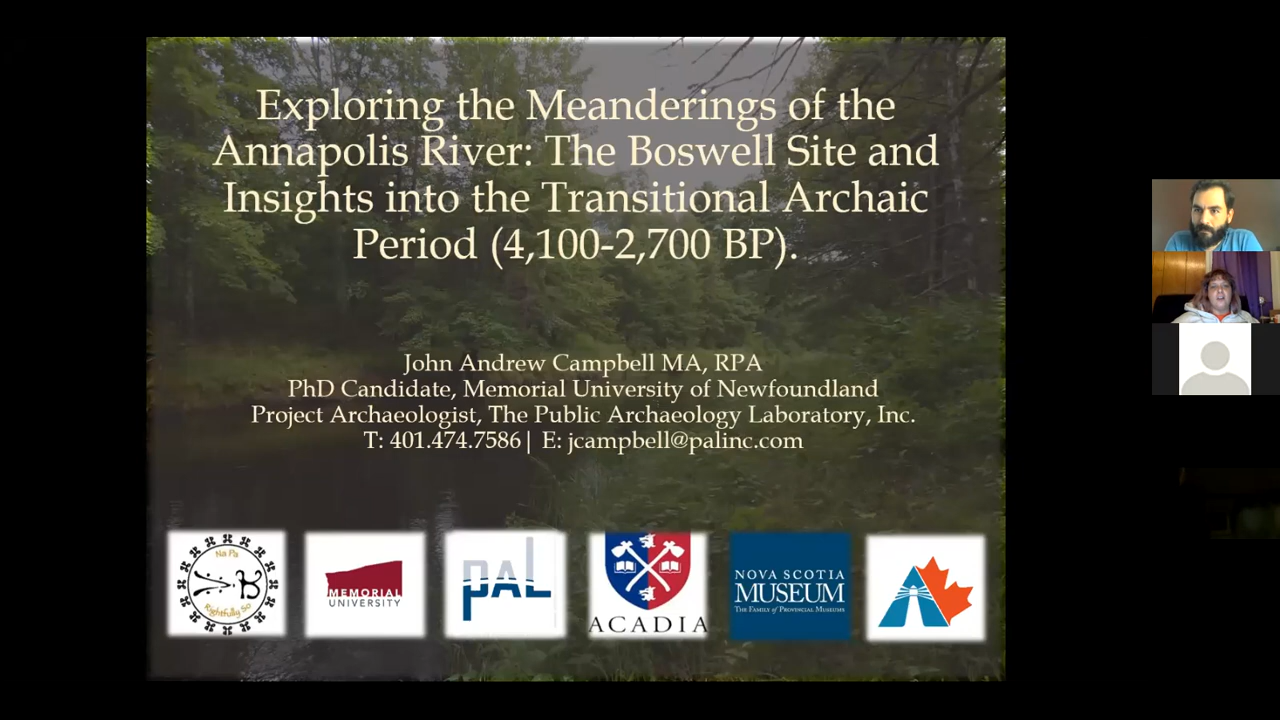 Exploring the Meanderings of the
Annapolis River: The Boswell Site and
Insights into the Transitional Archaic
Period (4,100-2,700 BP).
John Andrew Campbell MA, RPA
PhD Candidate, Memorial University of Newfoundland
Project Archaeologist, The Public Archaeology Laboratory, Inc.
T: 401.474.7586| E: jcampbell@palinc.com
Na Pa
Rightfully So
MEMORIAL
UNIVERSITY
PAL
ACADIA
NOVA SCOTIA
MUSEUM
THE FAMILY of PROVINCIAL MUSEUMS